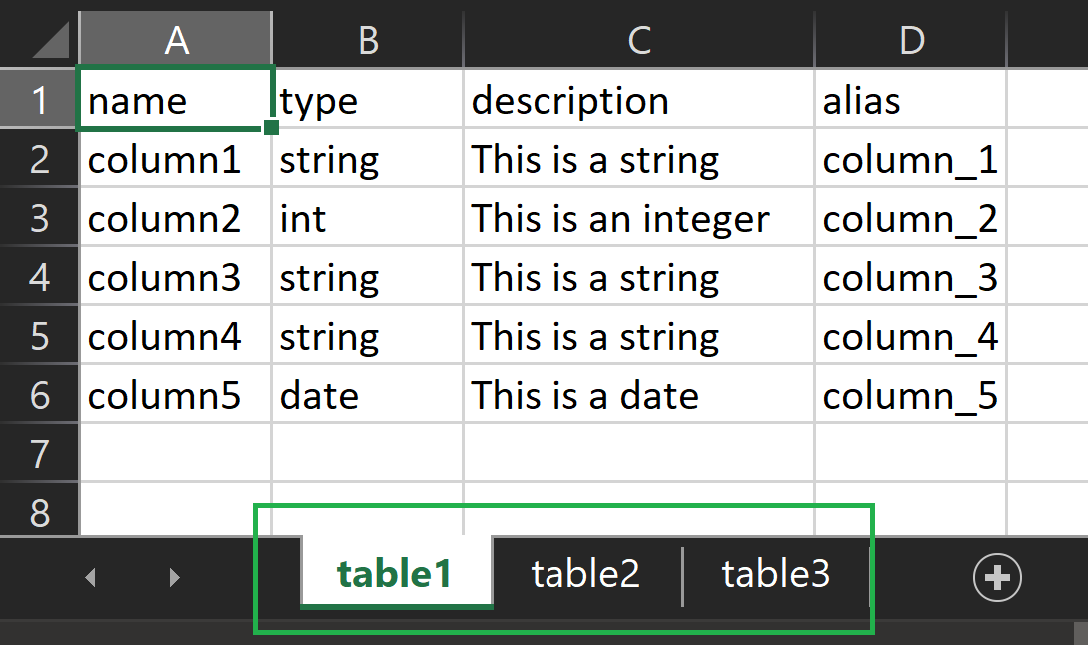 A B C D
1 name type description alias
2 column1 string This is a string column_1
3 column2 int This is an integer column_2
4 column3 string This is a string column_3
5 column4 string This is a string column_4
6 column5 date This is a date column_5
7
8
table1 table2 table3